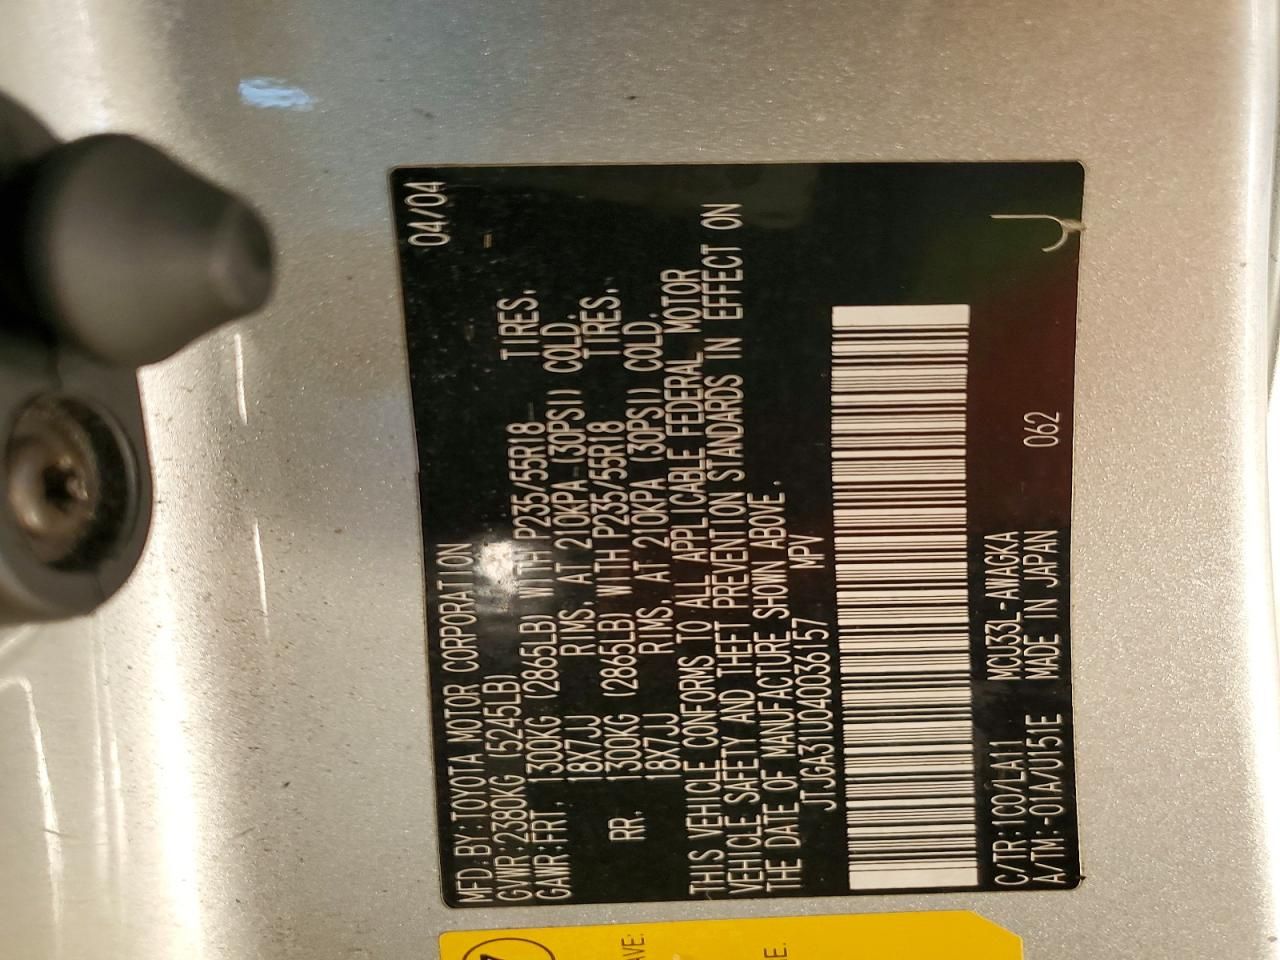 MFD.BY:TOYOTA MOTOR CORPORATION 04/04
GVWR:2380KG (5245LB)
GAWR:FRT. 1300KG (2865LB) WITH P235/55R18 TIRES,
18X7JJ RIMS, AT 210KPA (30PSI) COLD.
RR. 1300KG (2865LB) WITH P235/55R18 TIRES,
18X7JJ RIMS, AT 210KPA (30PSI) COLD.
THIS VEHICLE CONFORMS TO ALL APPLICABLE FEDERAL MOTOR
VEHICLE SAFETY AND THEFT PREVENTION STANDARDS IN EFFECT ON
THE DATE OF MANUFACTURE SHOWN ABOVE.
JTJGA31U040036157 MPV
C/TR:1C0/LA11 MCU33L-AWAGKA
A/TM:-01A/U151E MADE IN JAPAN 062 J